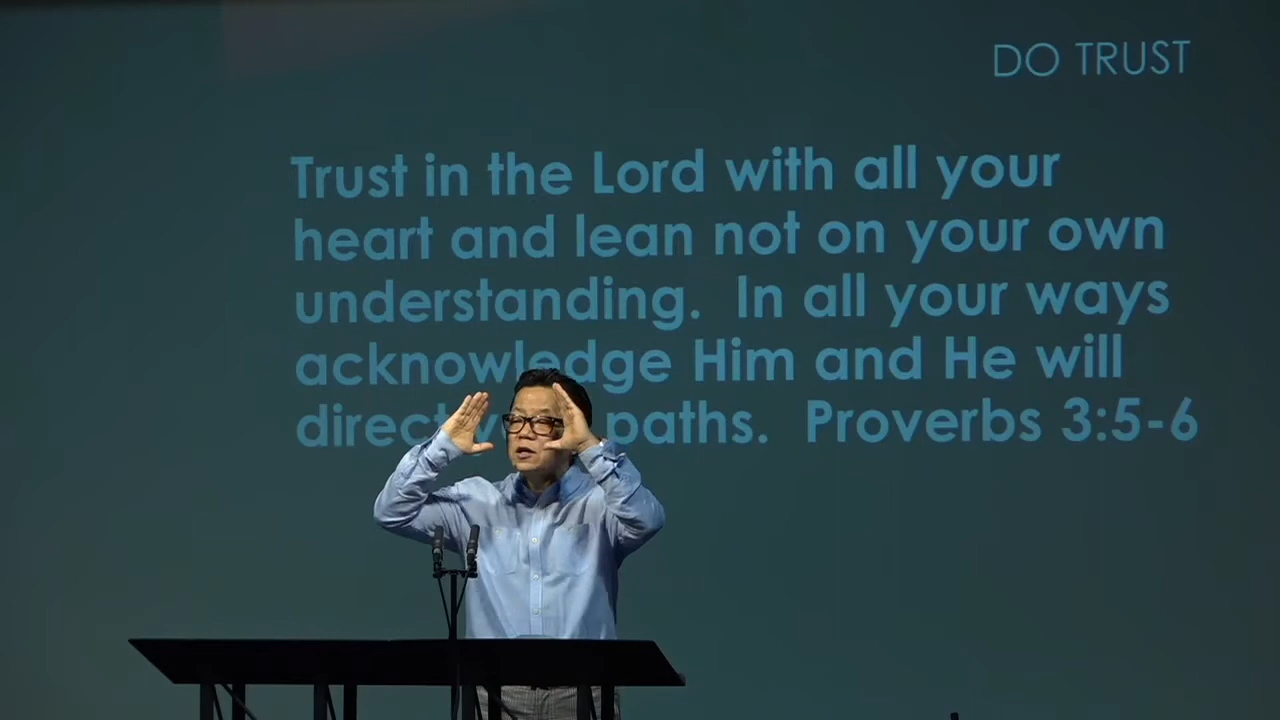 DO TRUST
Trust in the Lord with all your
heart and lean not on your own
understanding. In all your ways
acknowledge Him and He will
direct paths. Proverbs 3:5-6